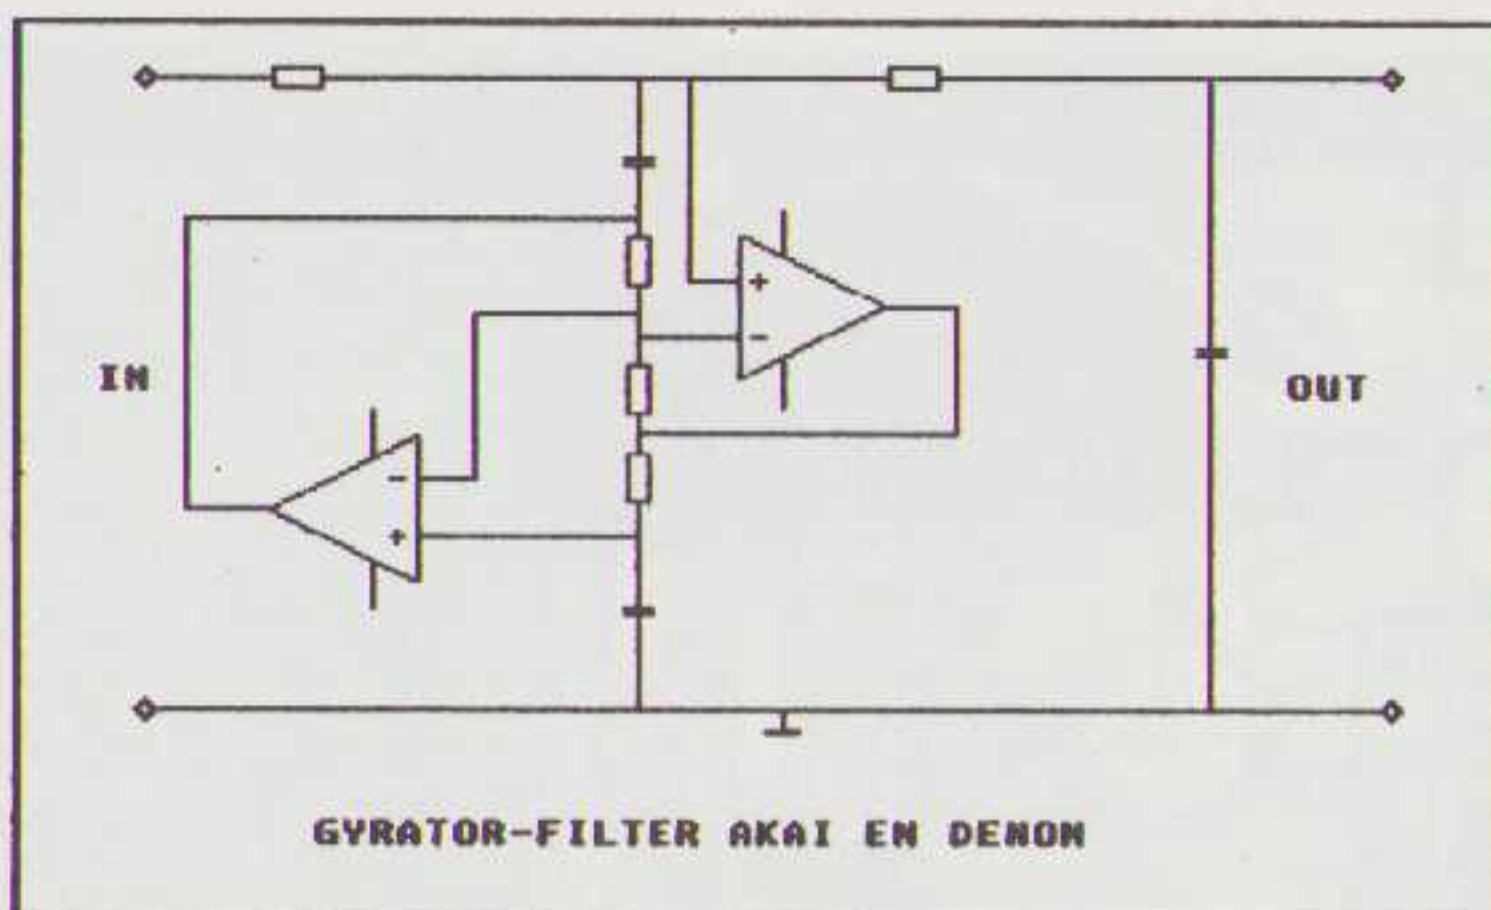 IN
+
-
-
+
OUT
GYRATOR-FILTER AKAI EN DENON